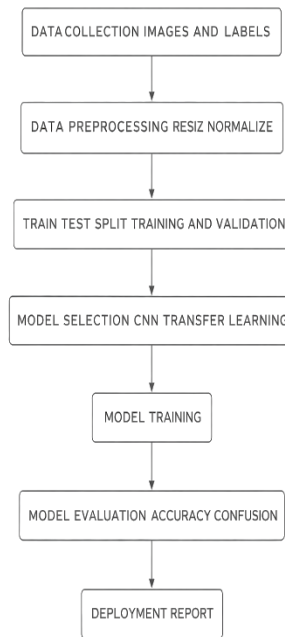 DATA COLLECTION IMAGES AND LABELS
DATA PREPROCESSING RESIZ NORMALIZE
TRAIN TEST SPLIT TRAINING AND VALIDATION
MODEL SELECTION CNN TRANSFER LEARNING
MODEL TRAINING
MODEL EVALUATION ACCURACY CONFUSION
DEPLOYMENT REPORT